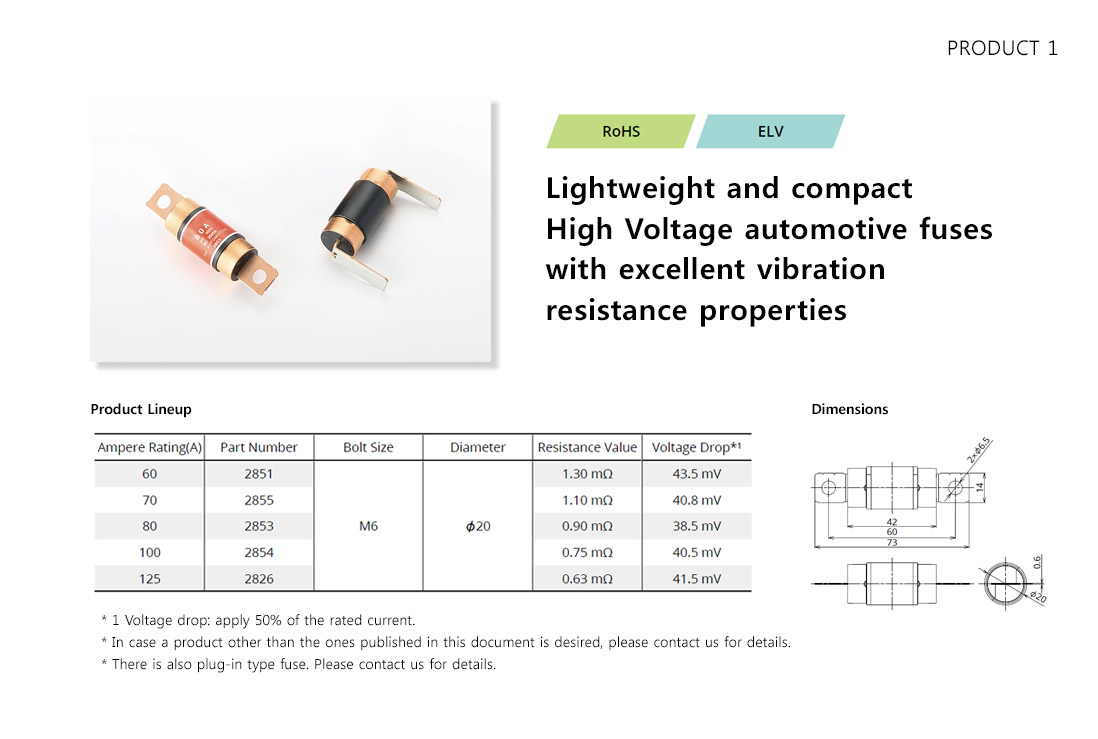 PRODUCT 1
RoHS
ELV
Lightweight and compact
High Voltage automotive fuses
with excellent vibration
resistance properties
Product Lineup
Ampere Rating(A) Part Number Bolt Size Diameter Resistance Value Voltage Drop*1
60 2851 1.30 mΩ 43.5 mV
70 2855 1.10 mΩ 40.8 mV
80 2853 M6 ϕ20 0.90 mΩ 38.5 mV
100 2854 0.75 mΩ 40.5 mV
125 2826 0.63 mΩ 41.5 mV
* 1 Voltage drop: apply 50% of the rated current.
* In case a product other than the ones published in this document is desired, please contact us for details.
* There is also plug-in type fuse. Please contact us for details.
Dimensions
2×ϕ6.5
14
42
60
73
0.6
ϕ20